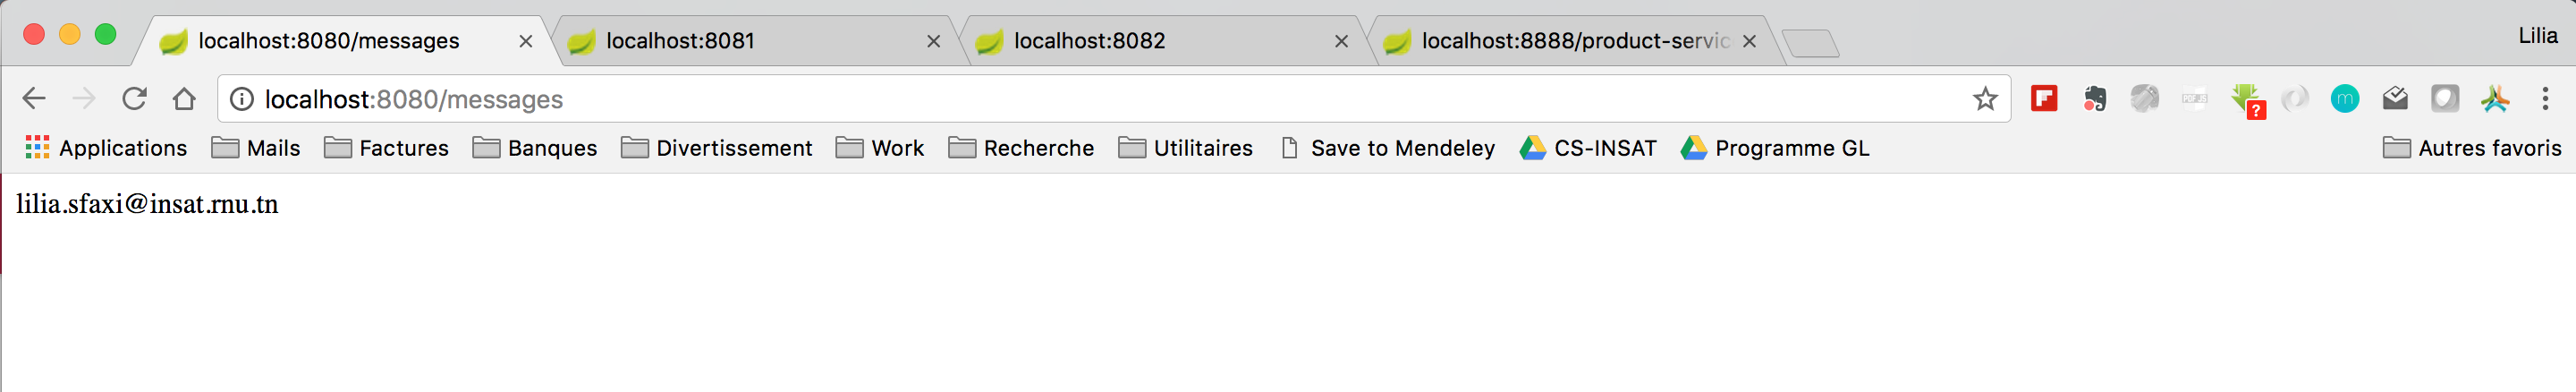 localhost:8080/messages localhost:8081 localhost:8082 localhost:8888/product-servic Lilia
localhost:8080/messages
Applications Mails Factures Banques Divertissement Work Recherche Utilitaires Save to Mendeley CS-INSAT Programme GL Autres favoris
lilia.sfaxi@insat.rnu.tn